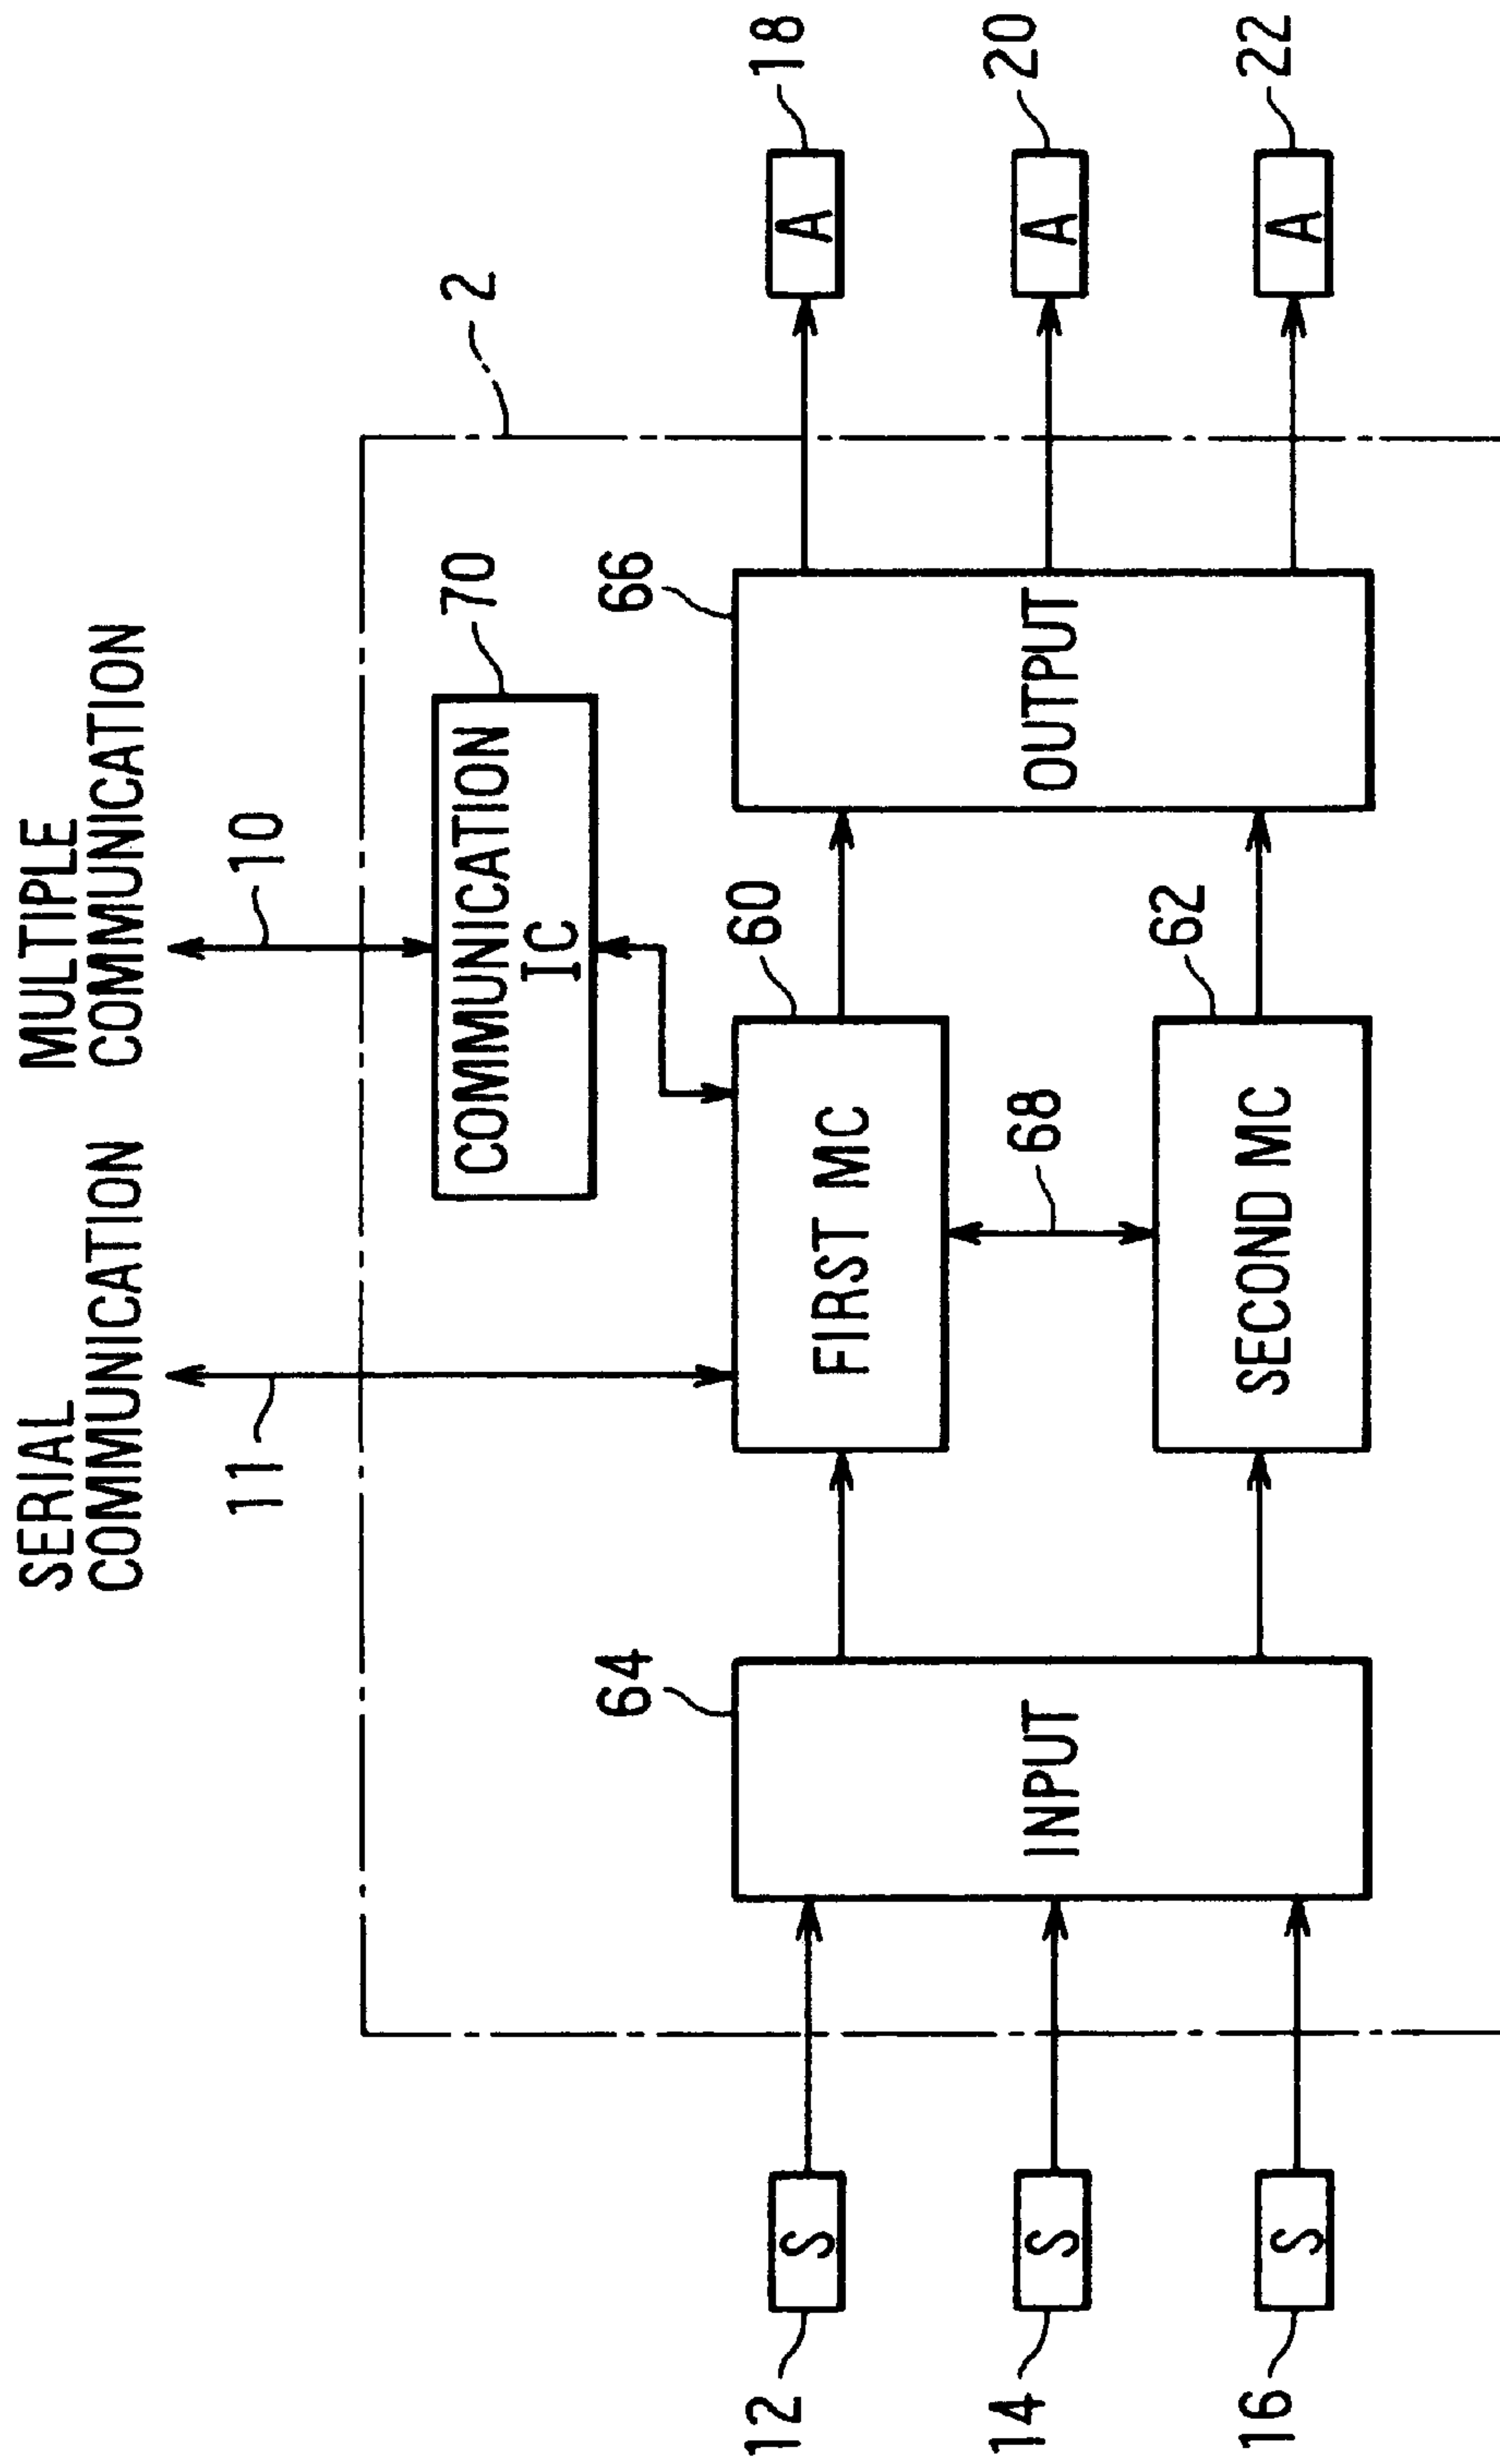 SERIAL
COMMUNICATION
MULTIPLE
COMMUNICATION
11
10
2
COMMUNICATION
IC
70
64
60
66
12
S
FIRST MC
A
18
68
14
S
INPUT
OUTPUT
A
20
62
16
S
SECOND MC
A
22